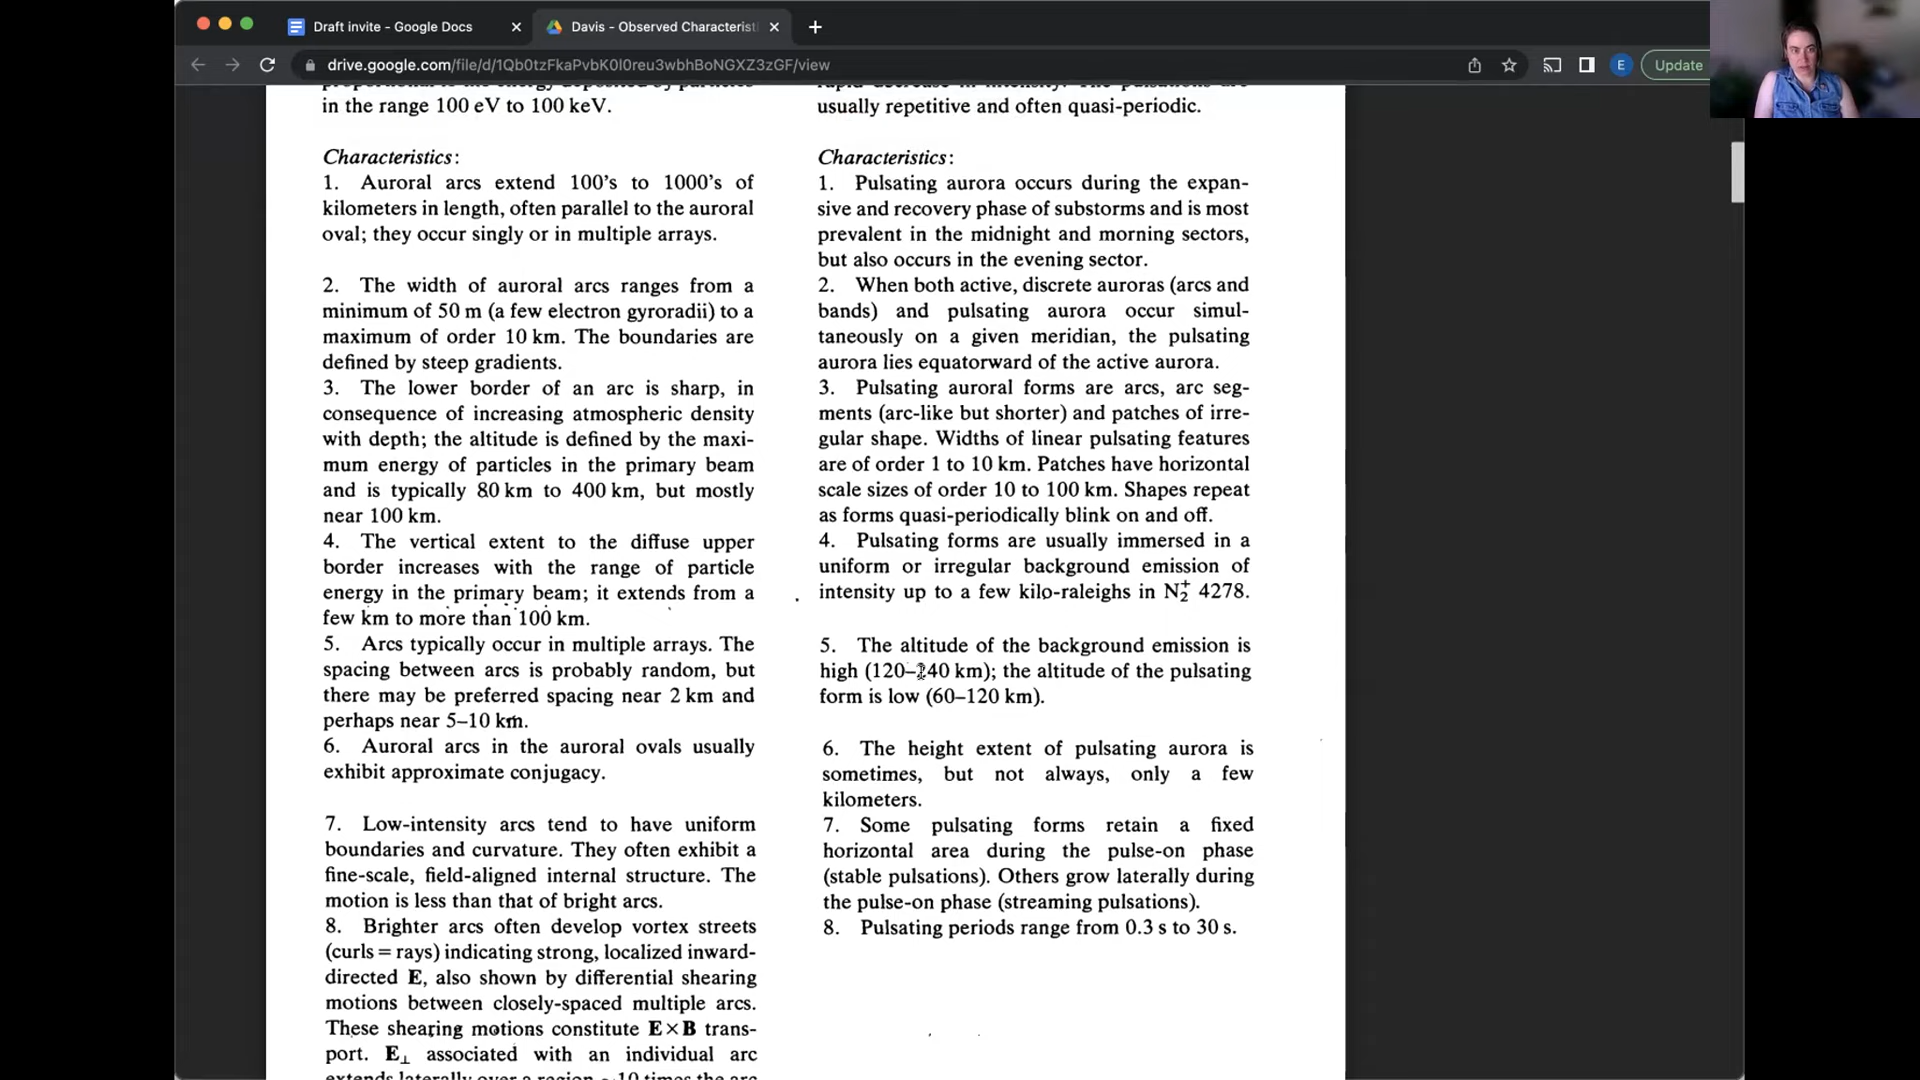 Draft invite - Google Docs
Davis - Observed Characterist
drive.google.com/file/d/1Qb0tzFkaPvbK0I0reu3wbhBoNGXZ3zGF/view
E
Update
in the range 100 eV to 100 keV.
Characteristics:
1. Auroral arcs extend 100's to 1000's of
kilometers in length, often parallel to the auroral
oval; they occur singly or in multiple arrays.
2. The width of auroral arcs ranges from a
minimum of 50 m (a few electron gyroradii) to a
maximum of order 10 km. The boundaries are
defined by steep gradients.
3. The lower border of an arc is sharp, in
consequence of increasing atmospheric density
with depth; the altitude is defined by the maxi-
mum energy of particles in the primary beam
and is typically 80 km to 400 km, but mostly
near 100 km.
4. The vertical extent to the diffuse upper
border increases with the range of particle
energy in the primary beam; it extends from a
few km to more than 100 km.
5. Arcs typically occur in multiple arrays. The
spacing between arcs is probably random, but
there may be preferred spacing near 2 km and
perhaps near 5–10 km.
6. Auroral arcs in the auroral ovals usually
exhibit approximate conjugacy.
7. Low-intensity arcs tend to have uniform
boundaries and curvature. They often exhibit a
fine-scale, field-aligned internal structure. The
motion is less than that of bright arcs.
8. Brighter arcs often develop vortex streets
(curls = rays) indicating strong, localized inward-
directed E, also shown by differential shearing
motions between closely-spaced multiple arcs.
These shearing motions constitute E×B trans-
port. E⊥ associated with an individual arc
extends laterally over a region ~10 times the arc
usually repetitive and often quasi-periodic.
Characteristics:
1. Pulsating aurora occurs during the expan-
sive and recovery phase of substorms and is most
prevalent in the midnight and morning sectors,
but also occurs in the evening sector.
2. When both active, discrete auroras (arcs and
bands) and pulsating aurora occur simul-
taneously on a given meridian, the pulsating
aurora lies equatorward of the active aurora.
3. Pulsating auroral forms are arcs, arc seg-
ments (arc-like but shorter) and patches of irre-
gular shape. Widths of linear pulsating features
are of order 1 to 10 km. Patches have horizontal
scale sizes of order 10 to 100 km. Shapes repeat
as forms quasi-periodically blink on and off.
4. Pulsating forms are usually immersed in a
uniform or irregular background emission of
intensity up to a few kilo-raleighs in N₂⁺ 4278.
5. The altitude of the background emission is
high (120– km); the altitude of the pulsating
form is low (60–120 km).
6. The height extent of pulsating aurora is
sometimes, but not always, only a few
kilometers.
7. Some pulsating forms retain a fixed
horizontal area during the pulse-on phase
(stable pulsations). Others grow laterally during
the pulse-on phase (streaming pulsations).
8. Pulsating periods range from 0.3 s to 30 s.